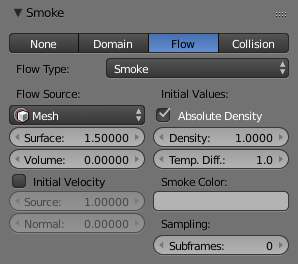 Smoke
None Domain Flow Collision
Flow Type: Smoke
Flow Source: Initial Values:
Mesh Absolute Density
Surface: 1.50000 Density: 1.0000
Volume: 0.00000 Temp. Diff.: 1.0
Initial Velocity Smoke Color:
Source: 1.00000
Normal: 0.00000 Sampling:
Subframes: 0